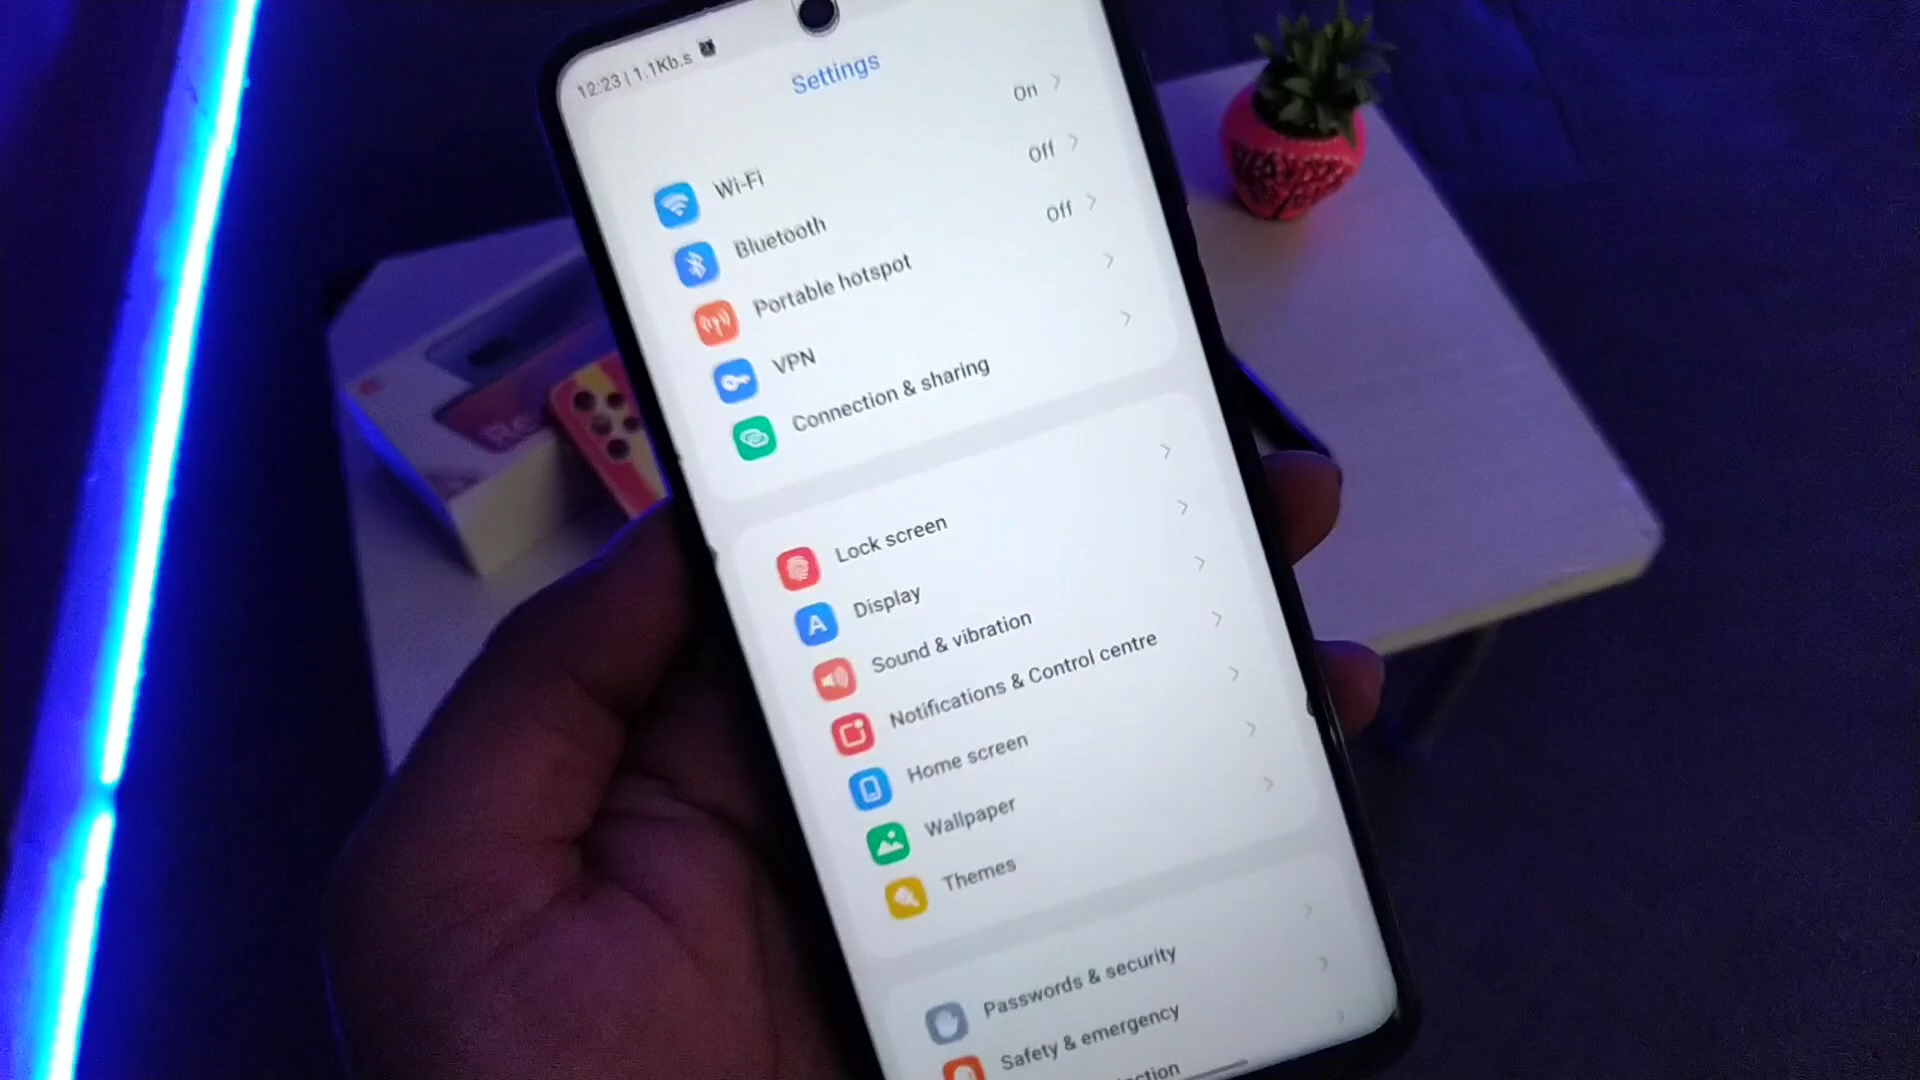 12:23 | 1.1Kb.s
Settings
Wi-Fi On
Bluetooth Off
Portable hotspot Off
VPN
Connection & sharing
Lock screen
Display
Sound & vibration
Notifications & Control centre
Home screen
Wallpaper
Themes
Passwords & security
Safety & emergency